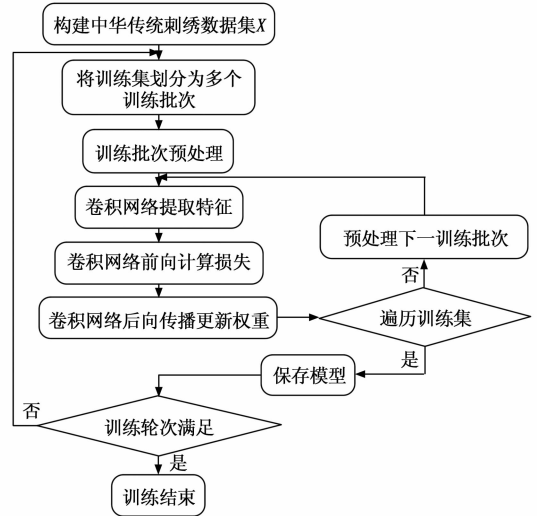 构建中华传统刺绣数据集X
将训练集划分为多个
训练批次
训练批次预处理
卷积网络提取特征
预处理下一训练批次
卷积网络前向计算损失
否
卷积网络后向传播更新权重
遍历训练集
是
保存模型
否
训练轮次满足
是
训练结束